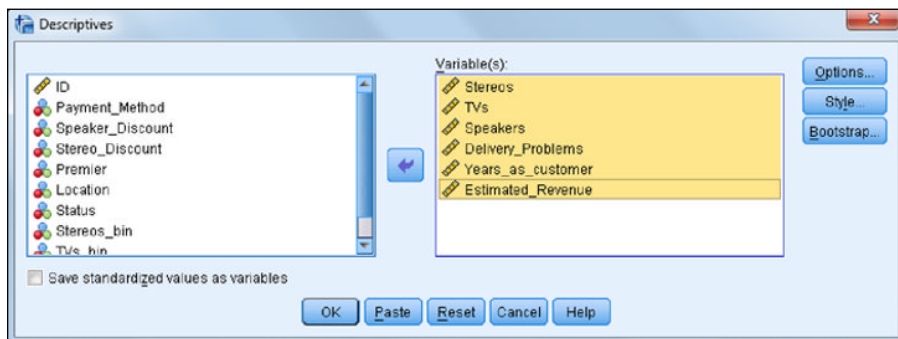 Descriptives
ID
Payment_Method
Speaker_Discount
Stereo_Discount
Premier
Location
Status
Stereos_bin
TVs_bin
Variable(s):
Stereos
TVs
Speakers
Delivery_Problems
Years_as_customer
Estimated_Revenue
Options...
Style...
Bootstrap...
Save standardized values as variables
OK
Paste
Reset
Cancel
Help